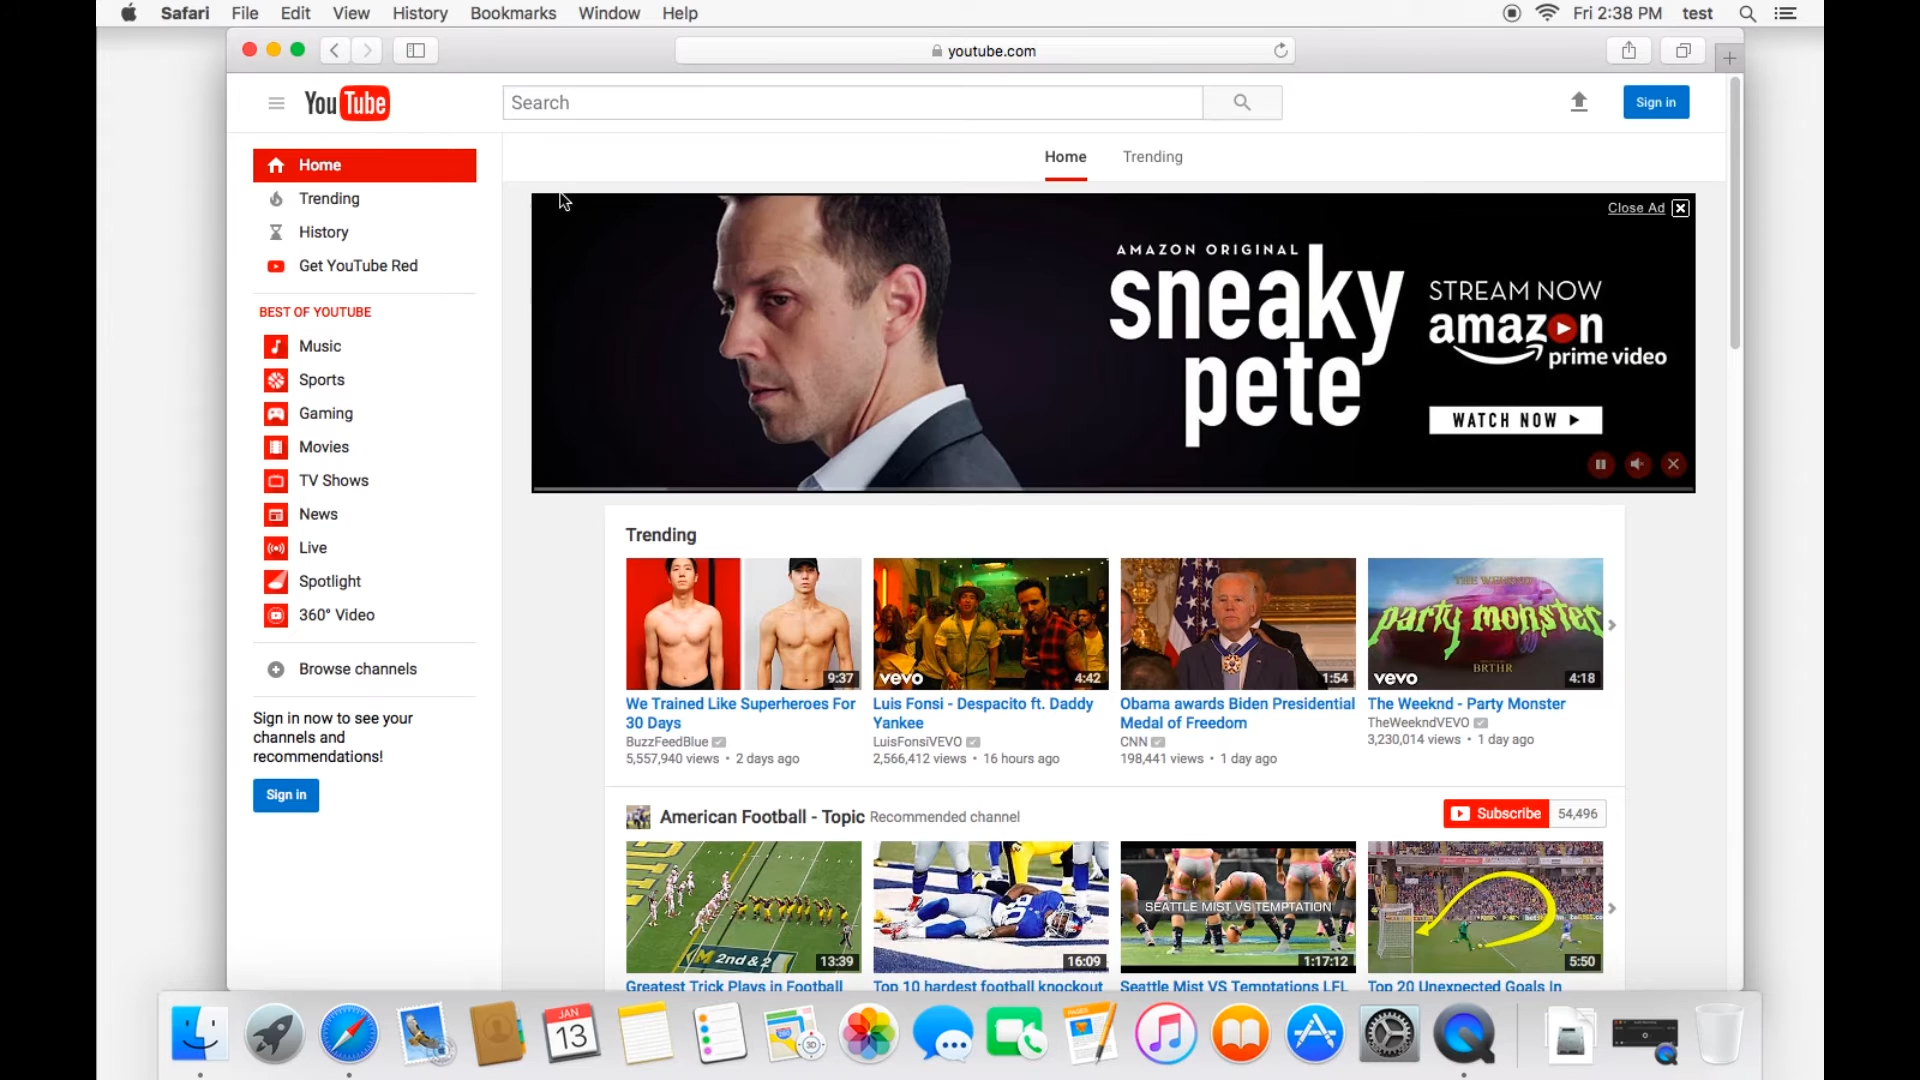 Safari File Edit View History Bookmarks Window Help
Fri 2:38 PM test
youtube.com
YouTube
Search
Sign in
Home
Trending
History
Get YouTube Red
BEST OF YOUTUBE
Music
Sports
Gaming
Movies
TV Shows
News
Live
Spotlight
360° Video
Browse channels
Sign in now to see your
channels and
recommendations!
Sign in
Home Trending
Close Ad
AMAZON ORIGINAL
sneaky
pete
STREAM NOW
amazon
prime video
WATCH NOW
Trending
9:37
We Trained Like Superheroes For
30 Days
BuzzFeedBlue
5,557,940 views • 2 days ago
vevo 4:42
Luis Fonsi - Despacito ft. Daddy
Yankee
LuisFonsiVEVO
2,566,412 views • 16 hours ago
1:54
Obama awards Biden Presidential
Medal of Freedom
CNN
198,441 views • 1 day ago
THE WEEKND
party monster
BRTHR
vevo 4:18
The Weeknd - Party Monster
TheWeekndVEVO
3,230,014 views • 1 day ago
American Football - Topic Recommended channel
Subscribe 54,496
M 2nd & 2
13:39
Greatest Trick Plays in Football
16:09
Top 10 hardest football knockout
SEATTLE MIST VS TEMPTATION
1:17:12
Seattle Mist VS Temptations LFL
5:50
Top 20 Unexpected Goals In
JAN
13
3D
PAGES